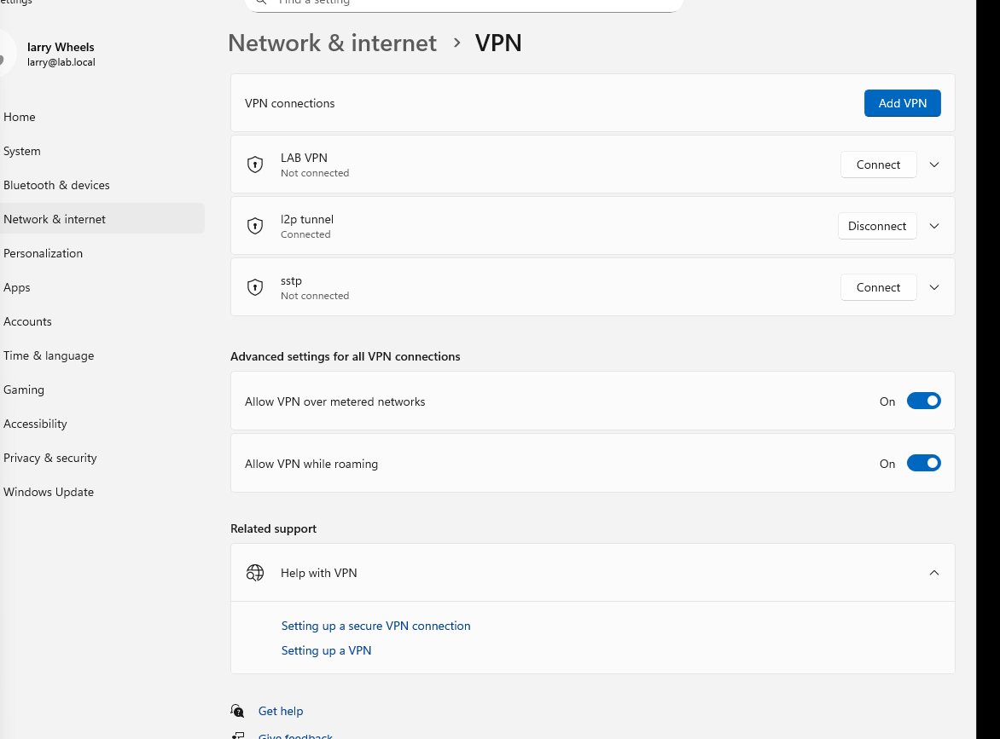 Find a setting
larry Wheels
larry@lab.local
Home
System
Bluetooth & devices
Network & internet
Personalization
Apps
Accounts
Time & language
Gaming
Accessibility
Privacy & security
Windows Update
Network & internet > VPN
VPN connections
Add VPN
LAB VPN
Not connected
Connect
l2p tunnel
Connected
Disconnect
sstp
Not connected
Connect
Advanced settings for all VPN connections
Allow VPN over metered networks
On
Allow VPN while roaming
On
Related support
Help with VPN
Setting up a secure VPN connection
Setting up a VPN
Get help
Give feedback